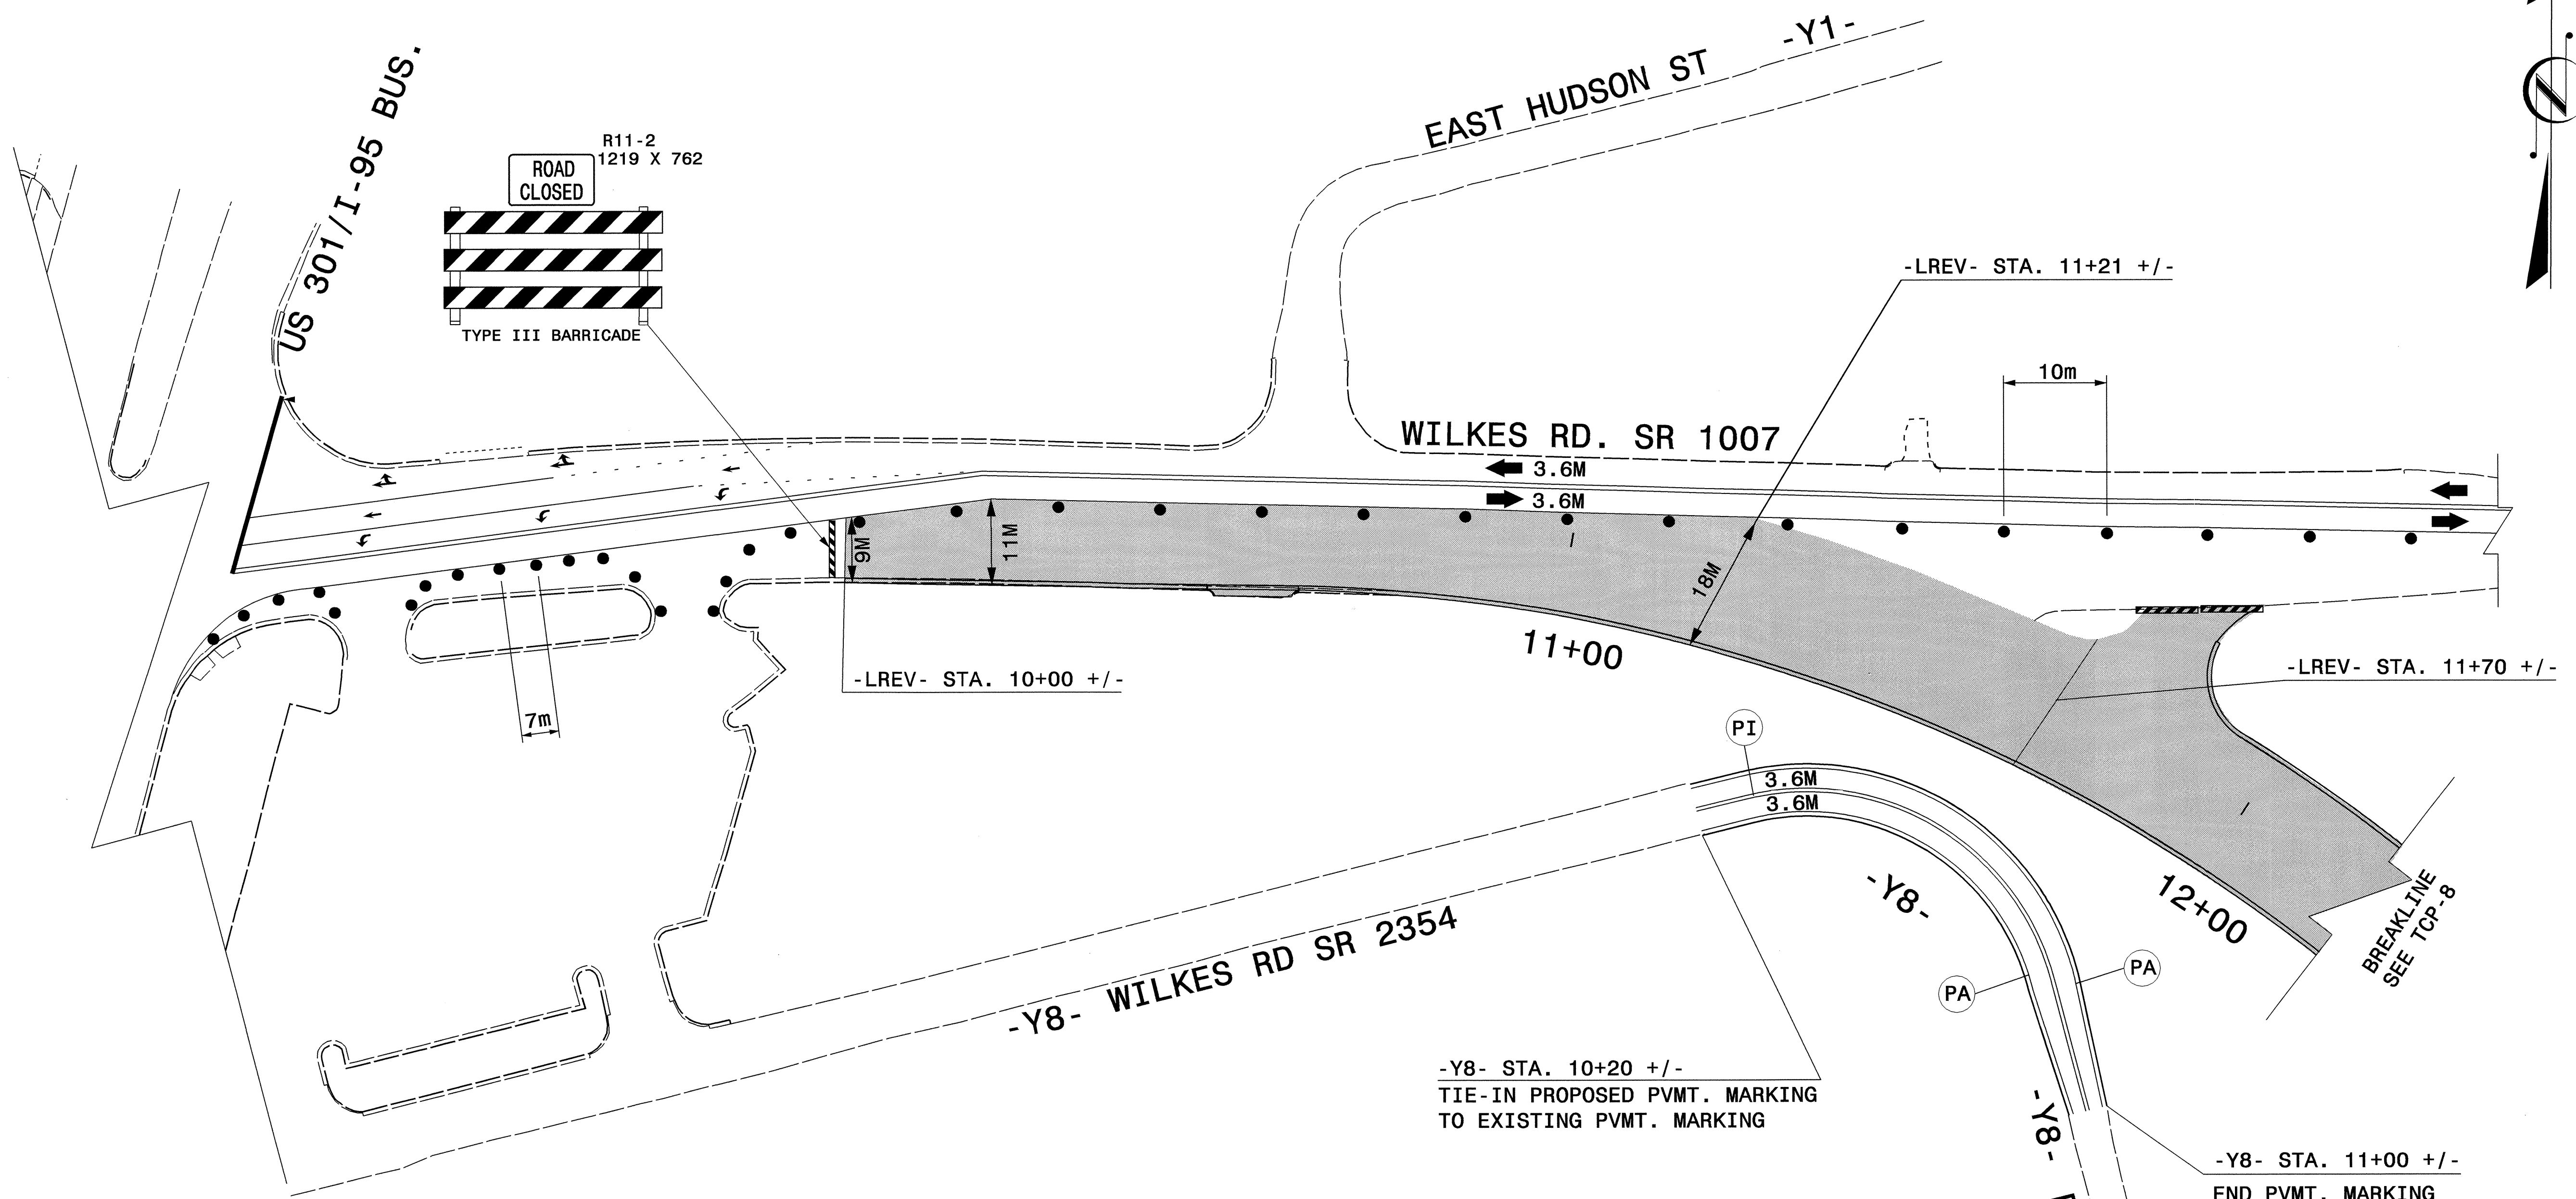 -Y1-
EAST HUDSON ST
US 301/I-95 BUS.
R11-2
1219 X 762
ROAD
CLOSED
TYPE III BARRICADE
-LREV- STA. 11+21 +/-
10m
WILKES RD. SR 1007
3.6M
3.6M
9M
11M
18M
11+00
-LREV- STA. 10+00 +/-
-LREV- STA. 11+70 +/-
7m
PI
3.6M
3.6M
-Y8-
12+00
BREAKLINE
SEE TCP-8
-Y8- WILKES RD SR 2354
PA
PA
-Y8- STA. 10+20 +/-
TIE-IN PROPOSED PVMT. MARKING
TO EXISTING PVMT. MARKING
-Y8-
-Y8- STA. 11+00 +/-
END PVMT. MARKING